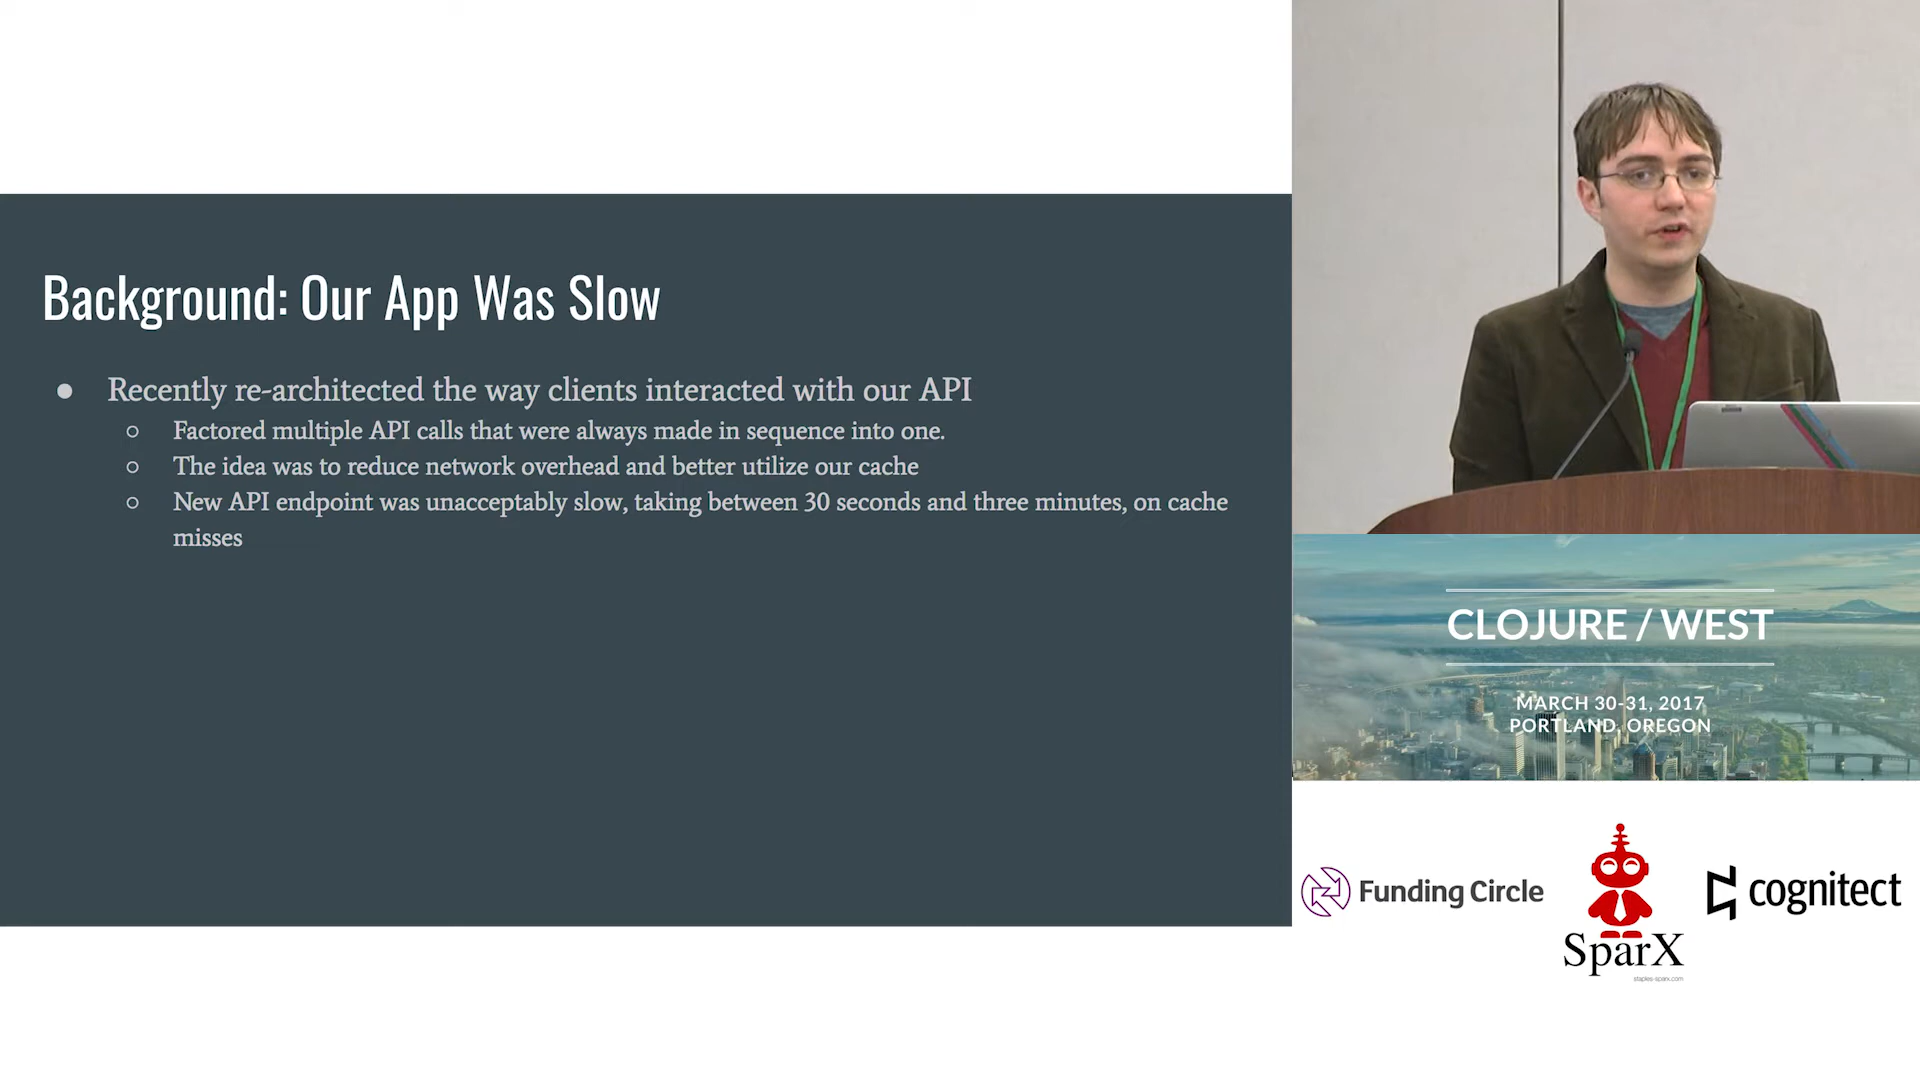 Background: Our App Was Slow
● Recently re-architected the way clients interacted with our API
○ Factored multiple API calls that were always made in sequence into one.
○ The idea was to reduce network overhead and better utilize our cache
○ New API endpoint was unacceptably slow, taking between 30 seconds and three minutes, on cache
misses
CLOJURE / WEST
MARCH 30-31, 2017
PORTLAND, OREGON
Funding Circle
SparX
staples-sparx.com
cognitect